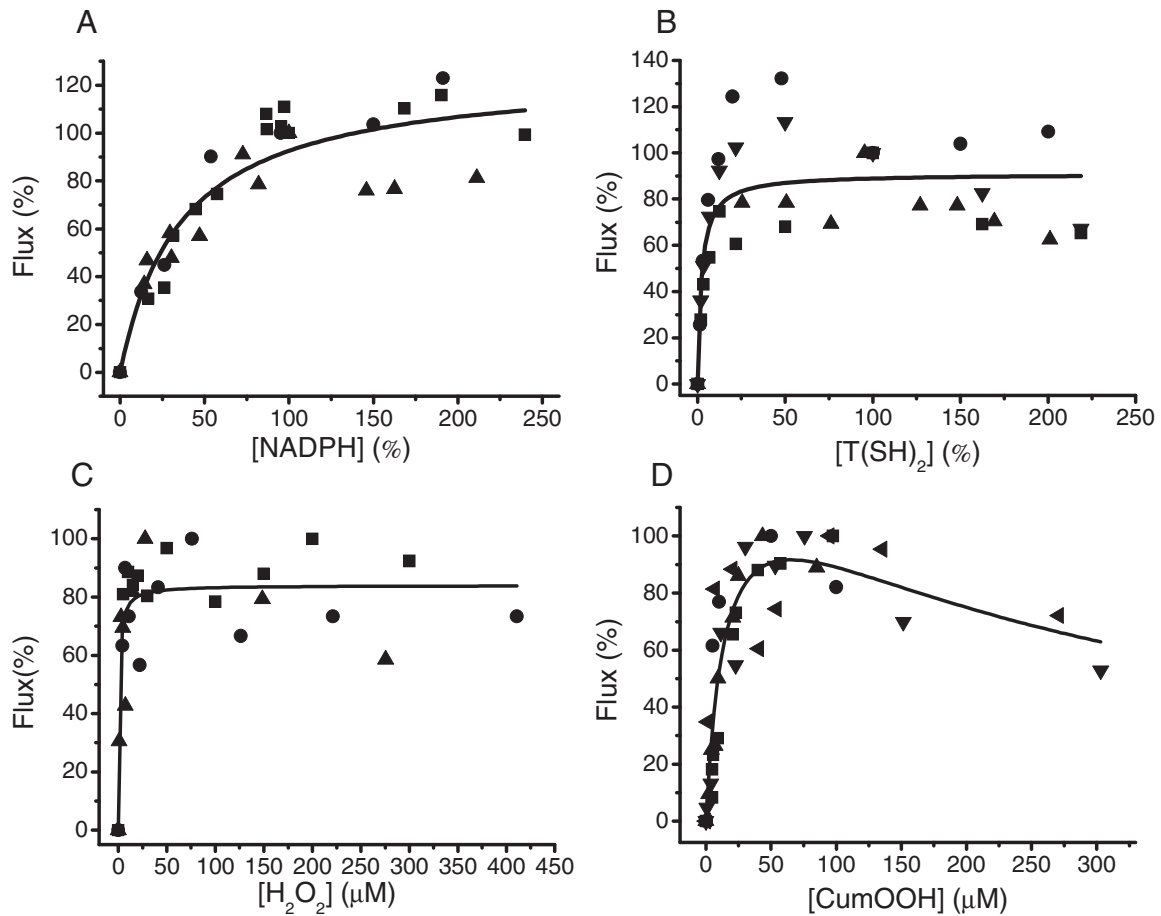 A
Flux (%)
120
100
80
60
40
20
0
0 50 100 150 200 250
[NADPH] (%)
B
Flux (%)
140
120
100
80
60
40
20
0
0 50 100 150 200 250
[T(SH)₂] (%)
C
Flux(%)
100
80
60
40
20
0
0 50 100 150 200 250 300 350 400 450
[H₂O₂] (μM)
D
Flux (%)
100
80
60
40
20
0
0 50 100 150 200 250 300
[CumOOH] (μM)